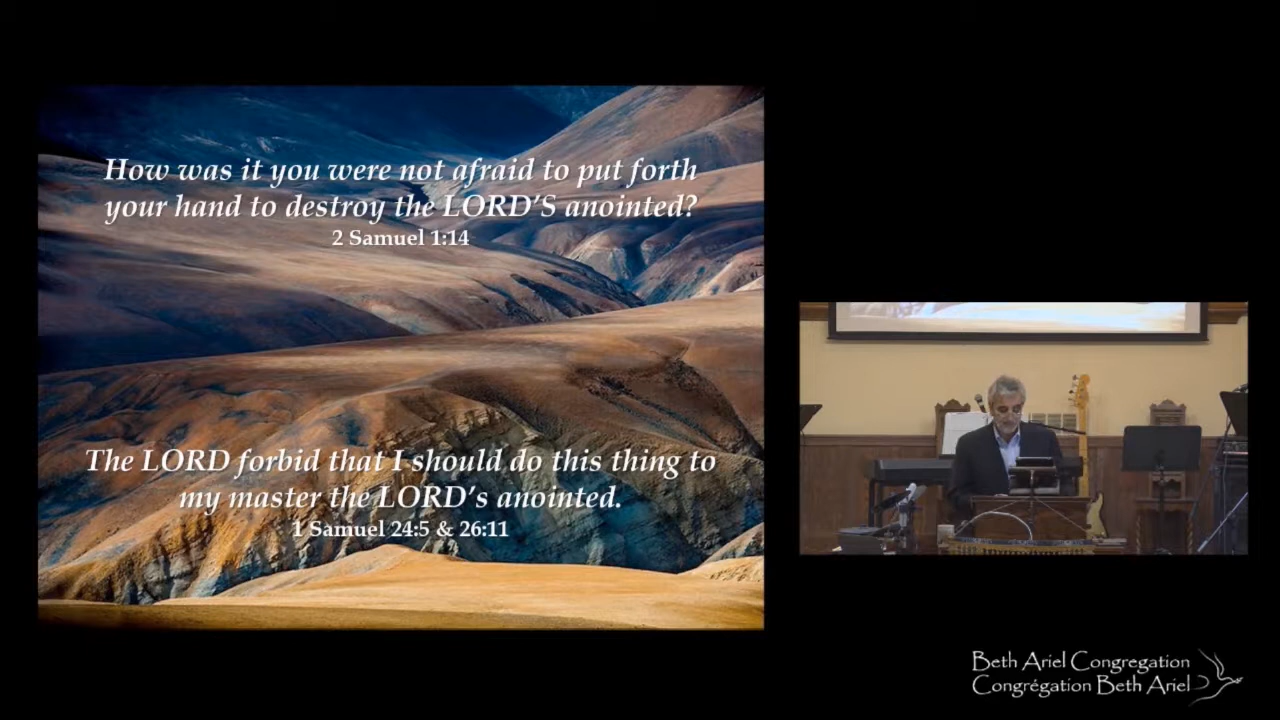 How was it you were not afraid to put forth
your hand to destroy the LORD'S anointed?
2 Samuel 1:14
The LORD forbid that I should do this thing to
my master the LORD's anointed.
1 Samuel 24:5 & 26:11
Beth Ariel Congregation
Congrégation Beth Ariel